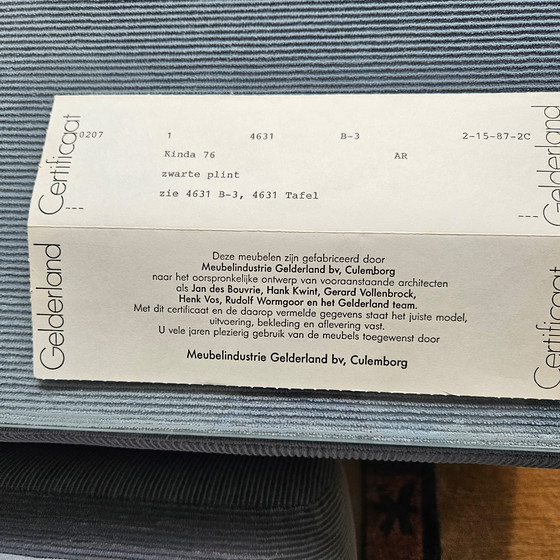 Certificaat
Gelderland
0207 1 4631 B-3 2-15-87-2C
Kinda 76 AR
zwarte plint
zie 4631 B-3, 4631 Tafel
---
---
Gelderland
Certificaat
Deze meubelen zijn gefabriceerd door
Meubelindustrie Gelderland bv, Culemborg
naar het oorspronkelijke ontwerp van vooraanstaande architecten
als Jan des Bouvrie, Hank Kwint, Gerard Vollenbrock,
Henk Vos, Rudolf Wormgoor en het Gelderland team.
Met dit certificaat en de daarop vermelde gegevens staat het juiste model,
uitvoering, bekleding en aflevering vast.
U vele jaren plezierig gebruik van de meubels toegewenst door
Meubelindustrie Gelderland bv, Culemborg